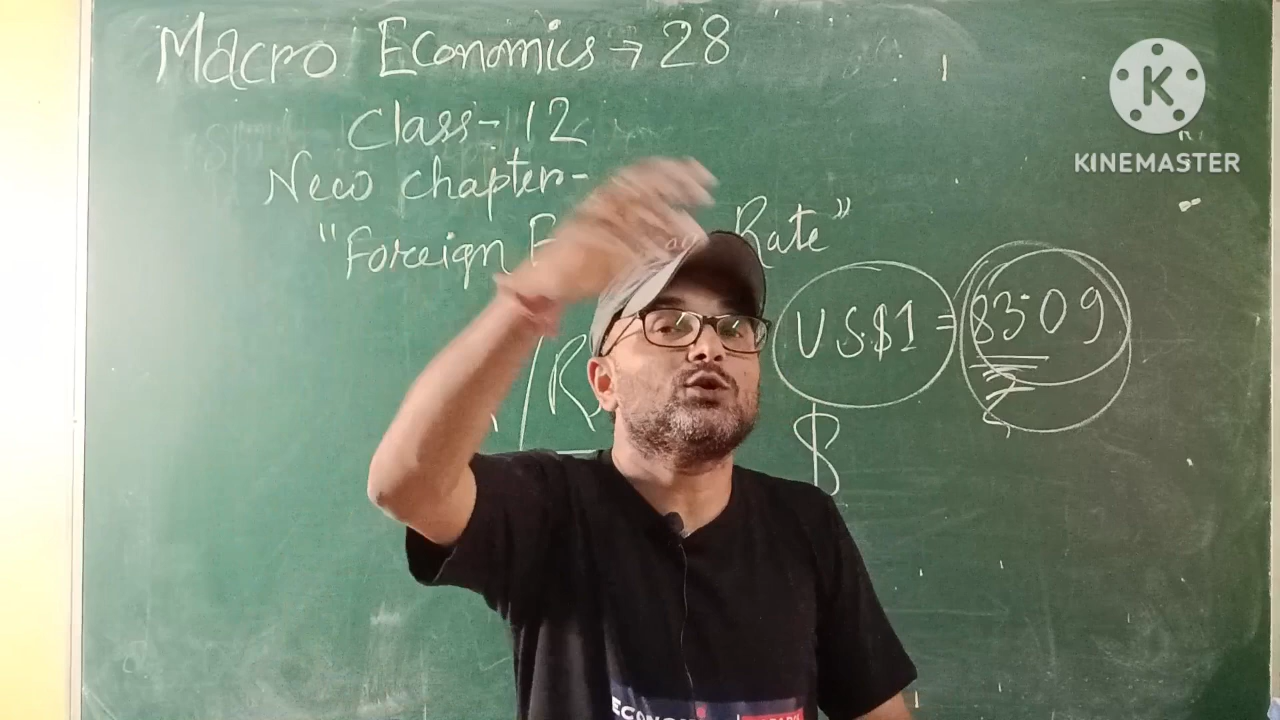 Macro Economics → 28
Class - 12
New chapter -
"Foreign Rate"
US$1 = 83.09
$
K
KINEMASTER